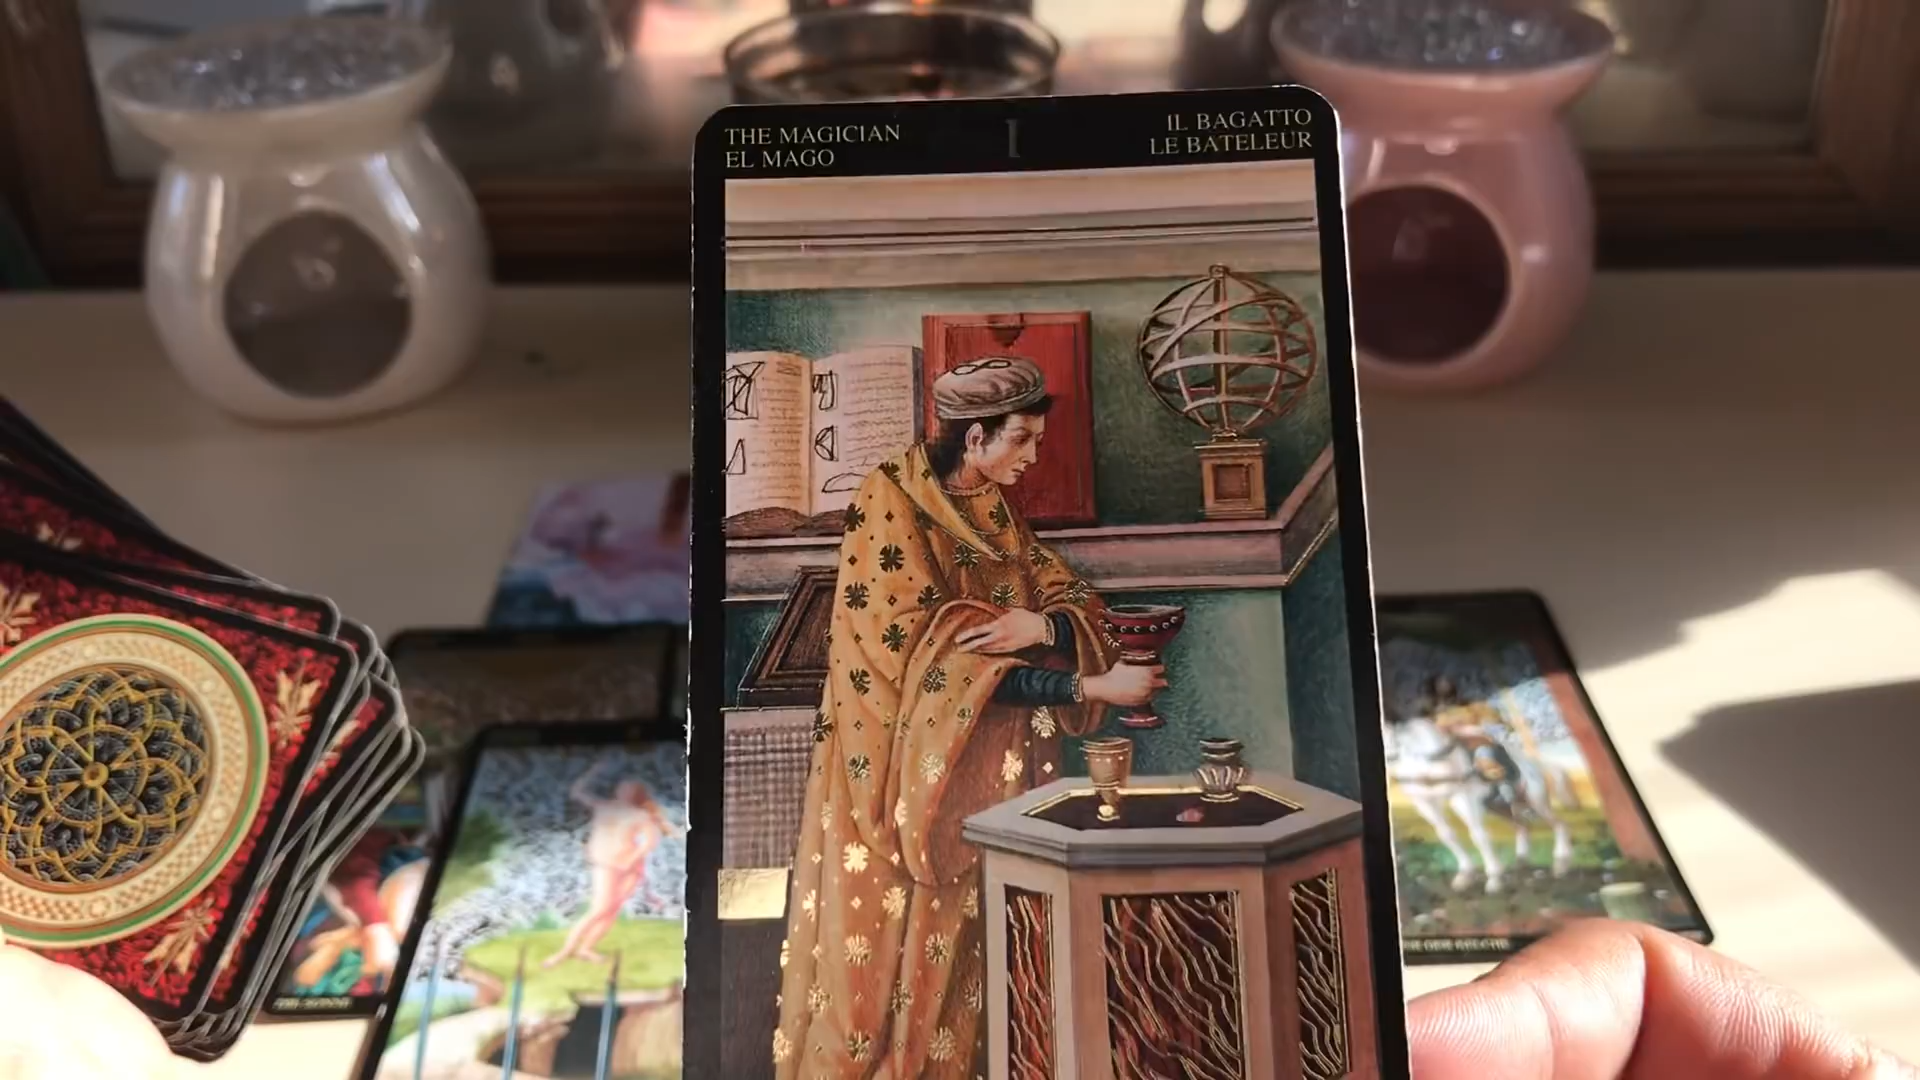 THE MAGICIAN
EL MAGO
I
IL BAGATTO
LE BATELEUR